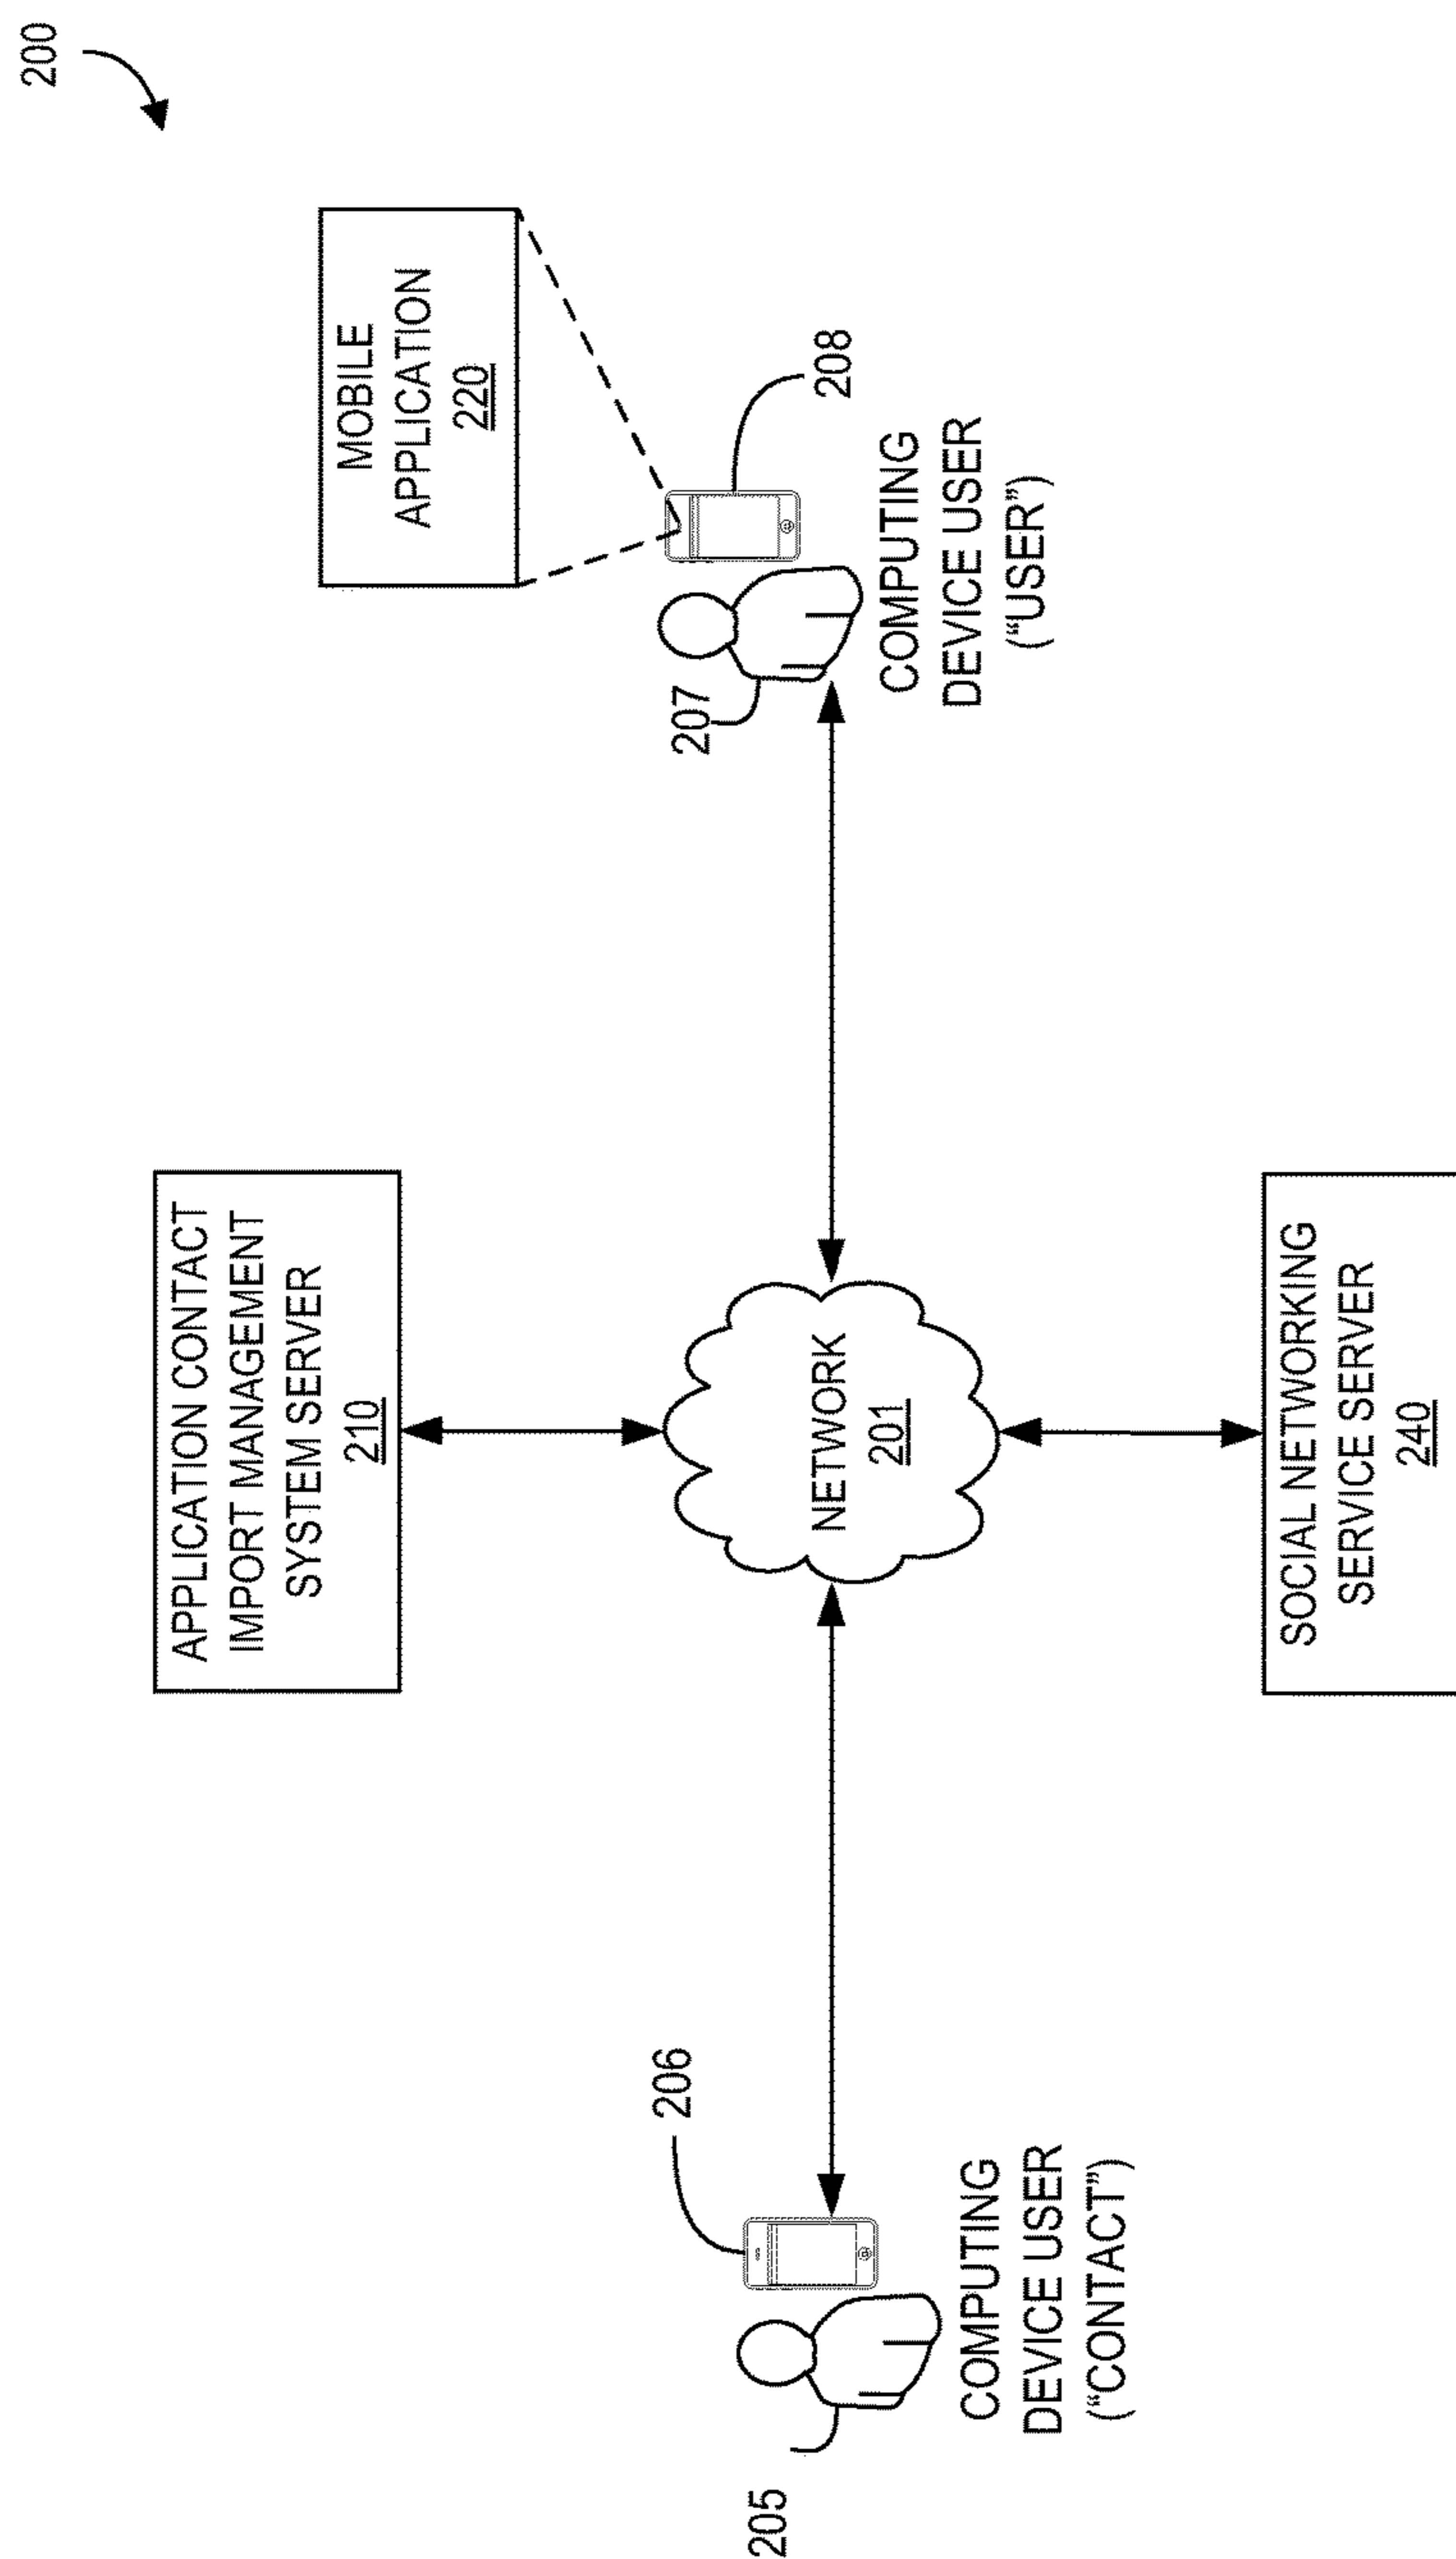 200
MOBILE
APPLICATION
220
208
207
COMPUTING
DEVICE USER
(“USER”)
APPLICATION CONTACT
IMPORT MANAGEMENT
SYSTEM SERVER
210
NETWORK
201
SOCIAL NETWORKING
SERVICE SERVER
240
206
205
COMPUTING
DEVICE USER
(“CONTACT”)